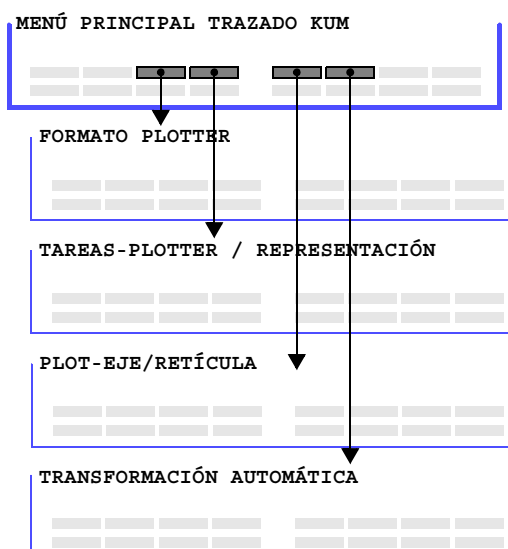 MENÚ PRINCIPAL TRAZADO KUM
FORMATO PLOTTER
TAREAS-PLOTTER / REPRESENTACIÓN
PLOT-EJE/RETÍCULA
TRANSFORMACIÓN AUTOMÁTICA